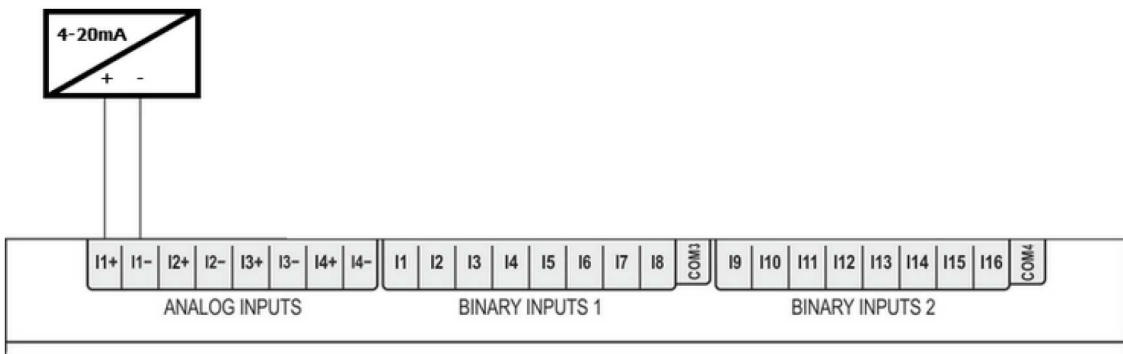 4-20mA
+ -
I1+ I1- I2+ I2- I3+ I3- I4+ I4- I1 I2 I3 I4 I5 I6 I7 I8 COM3 I9 I10 I11 I12 I13 I14 I15 I16 COM4
ANALOG INPUTS BINARY INPUTS 1 BINARY INPUTS 2